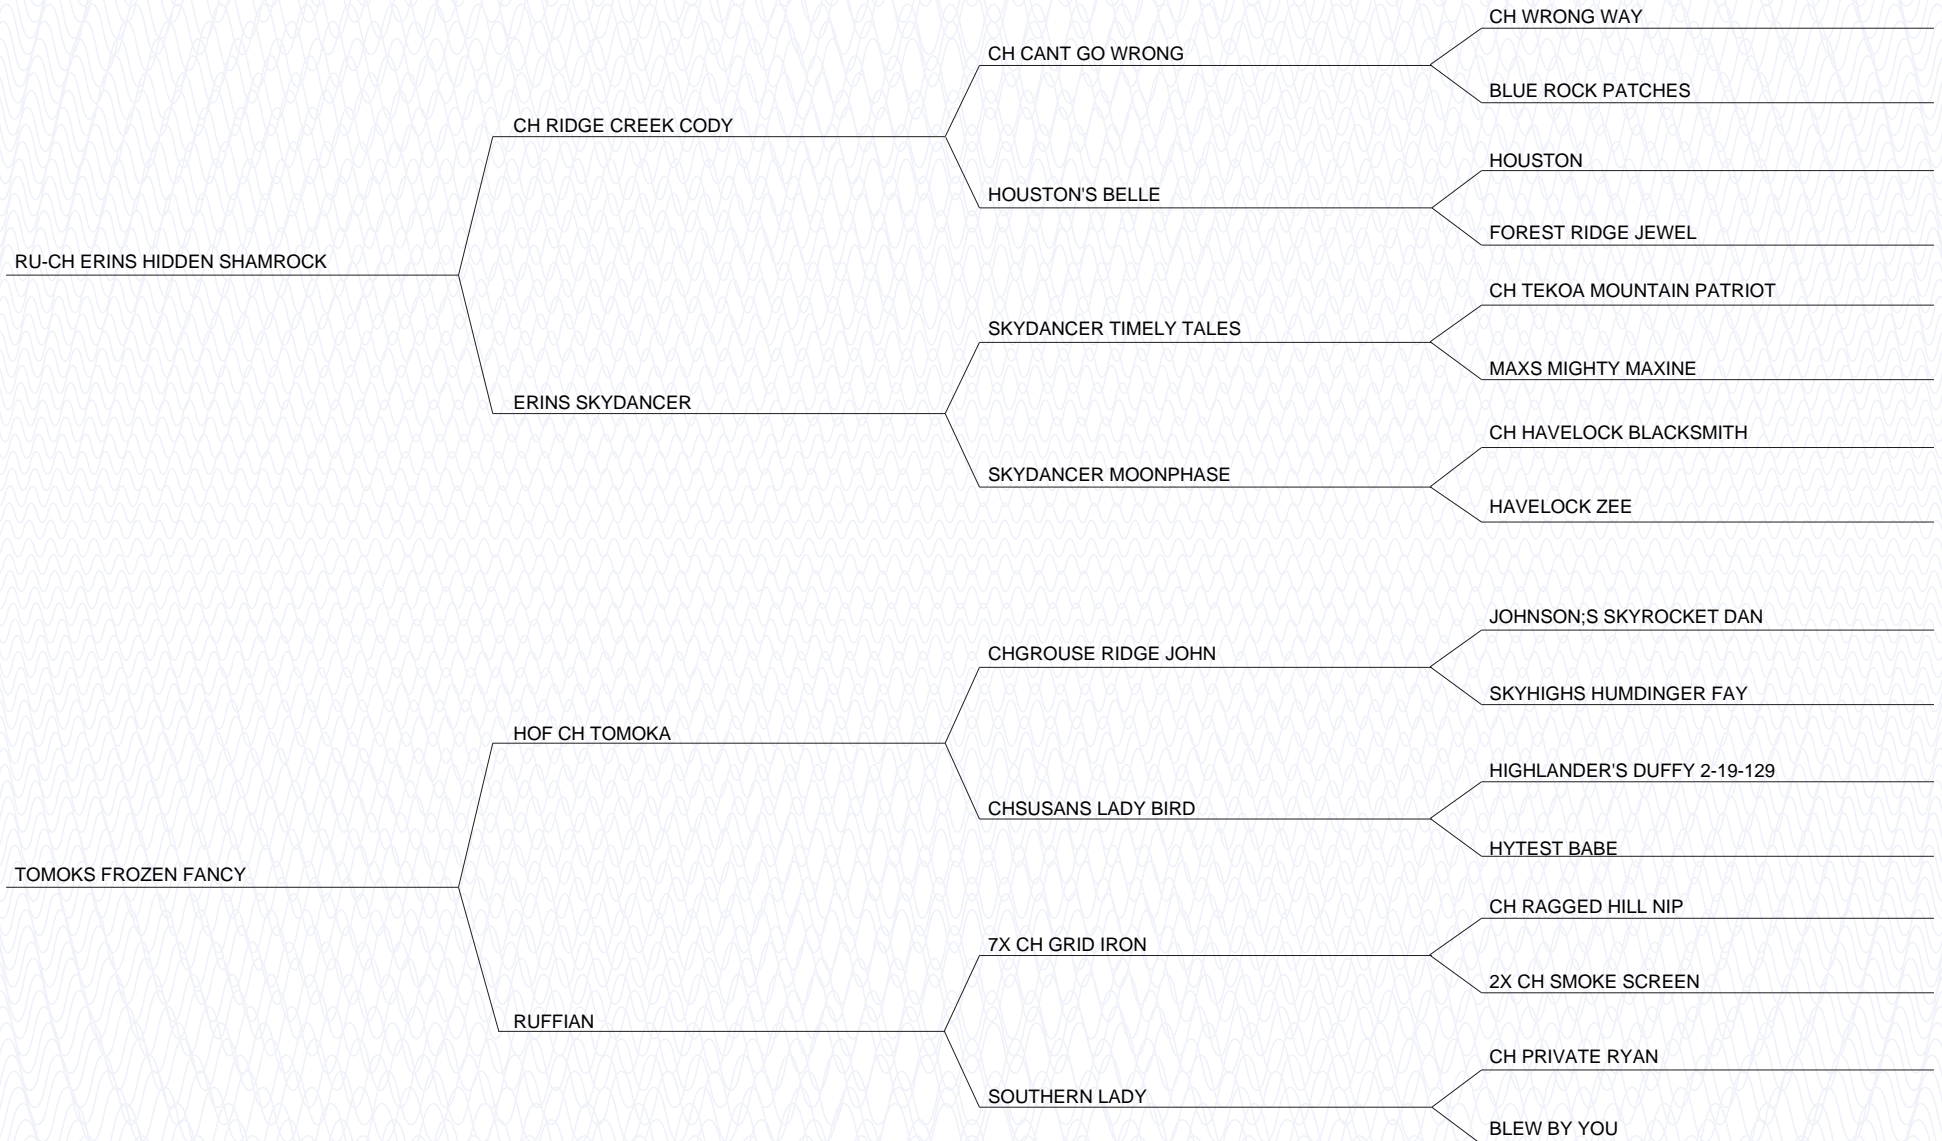 CH WRONG WAY
CH CANT GO WRONG
BLUE ROCK PATCHES
CH RIDGE CREEK CODY
HOUSTON
HOUSTON'S BELLE
FOREST RIDGE JEWEL
RU-CH ERINS HIDDEN SHAMROCK
CH TEKOA MOUNTAIN PATRIOT
SKYDANCER TIMELY TALES
MAXS MIGHTY MAXINE
ERINS SKYDANCER
CH HAVELOCK BLACKSMITH
SKYDANCER MOONPHASE
HAVELOCK ZEE
JOHNSON;S SKYROCKET DAN
CHGROUSE RIDGE JOHN
SKYHIGHS HUMDINGER FAY
HOF CH TOMOKA
HIGHLANDER'S DUFFY 2-19-129
CHSUSANS LADY BIRD
HYTEST BABE
TOMOKS FROZEN FANCY
CH RAGGED HILL NIP
7X CH GRID IRON
2X CH SMOKE SCREEN
RUFFIAN
CH PRIVATE RYAN
SOUTHERN LADY
BLEW BY YOU